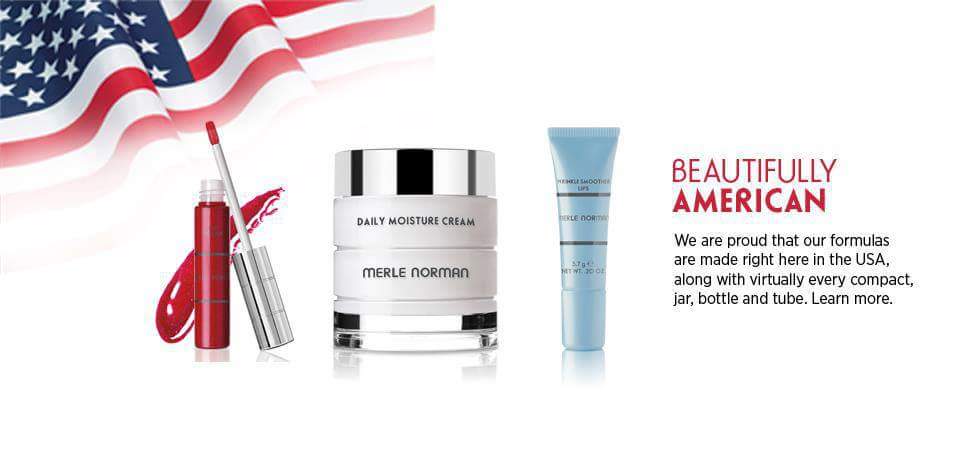 BEAUTIFULLY
AMERICAN
We are proud that our formulas
are made right here in the USA,
along with virtually every compact,
jar, bottle and tube. Learn more.
DAILY MOISTURE CREAM
MERLE NORMAN
WRINKLE SMOOTHER
LIPS
MERLE NORMAN
5.7 g ℮
NET WT. .20 OZ.